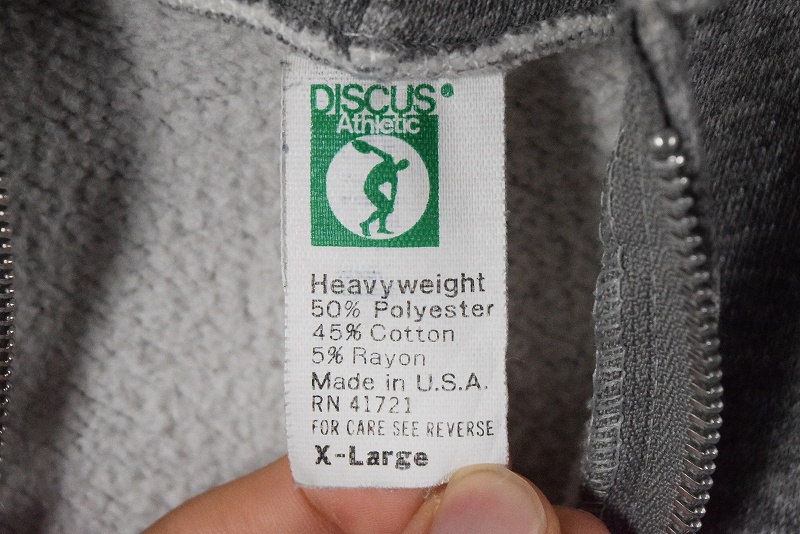 DISCUS
Athletic
Heavyweight
50% Polyester
45% Cotton
5% Rayon
Made in U.S.A.
RN 41721
FOR CARE SEE REVERSE
X-Large